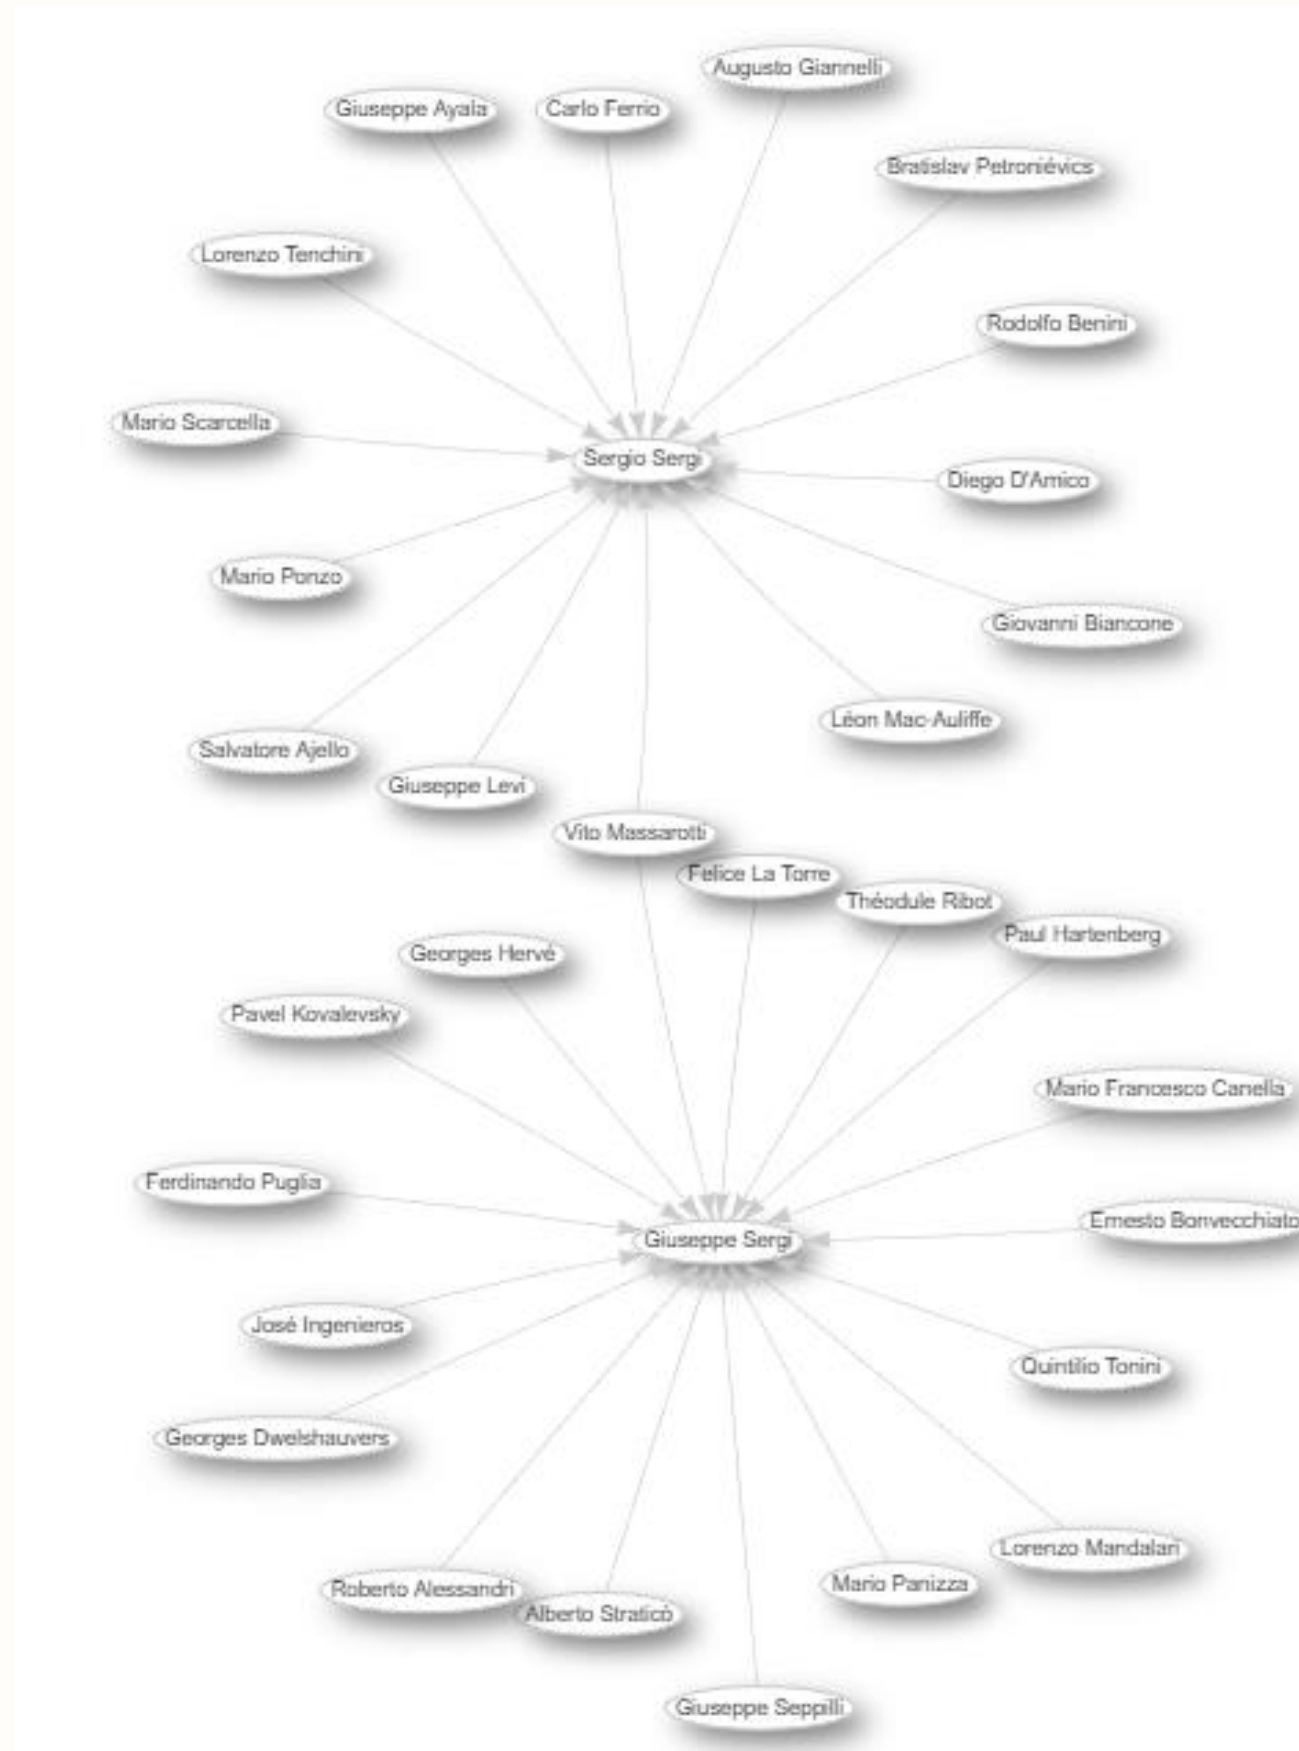 Augusto Giannelli
Giuseppe Ayala
Carlo Ferrio
Bratislav Petroniévics
Lorenzo Tenchini
Rodolfo Benini
Mario Scarcella
Sergio Sergi
Diego D'Amico
Mario Ponzo
Giovanni Biancone
Léon Mac-Auliffe
Salvatore Ajello
Giuseppe Levi
Vito Massarotti
Felice La Torre
Théodule Ribot
Paul Hartenberg
Georges Hervé
Pavel Kovalevsky
Mario Francesco Canella
Ferdinando Puglia
Ernesto Bonvecchiato
Giuseppe Sergi
José Ingenieros
Quintilio Tonini
Georges Dwelshauvers
Lorenzo Mandalari
Mario Panizza
Roberto Alessandri
Alberto Straticò
Giuseppe Seppilli